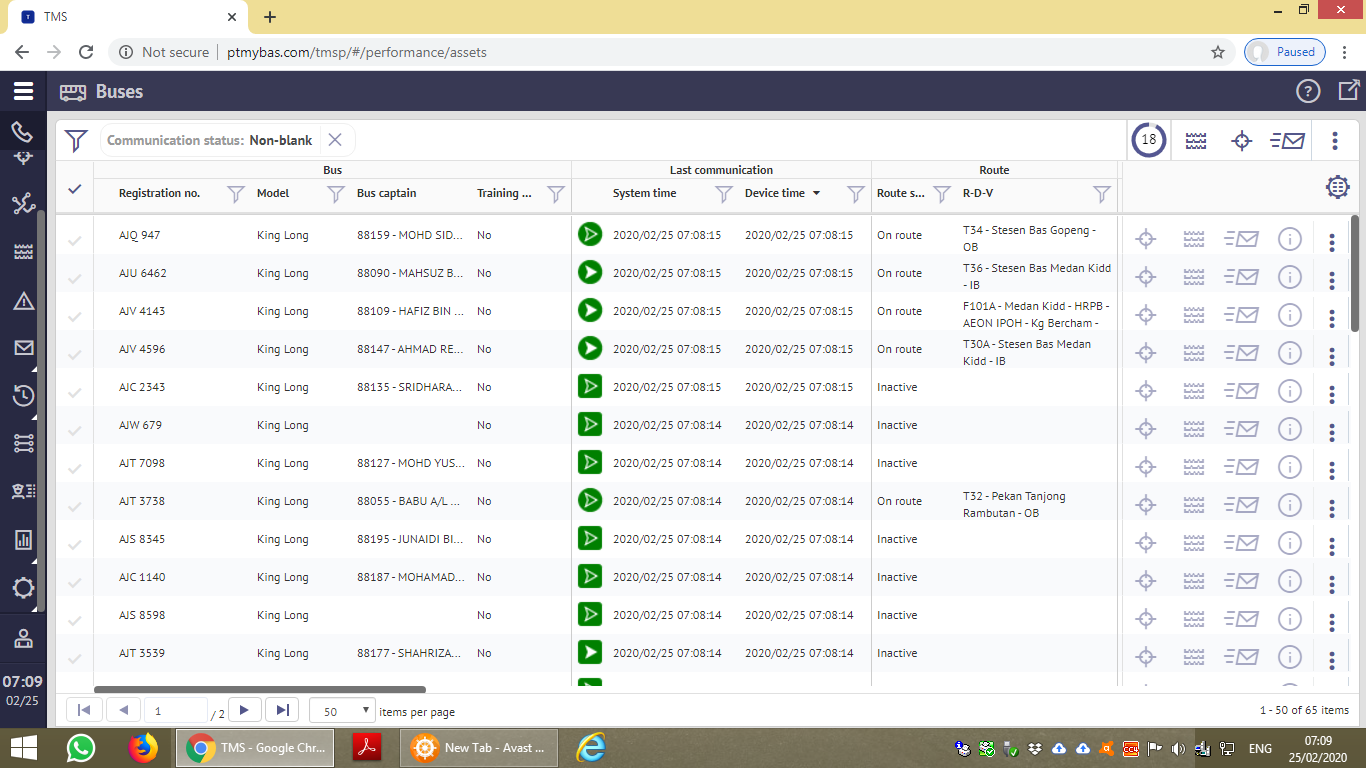 TMS
Not secure ptmybas.com/tmsp/#/performance/assets Paused
Buses
Communication status: Non-blank 18
Bus Last communication Route
Registration no. Model Bus captain Training ... System time Device time Route s... R-D-V
AJQ 947 King Long 88159 - MOHD SID... No 2020/02/25 07:08:15 2020/02/25 07:08:15 On route T34 - Stesen Bas Gopeng -
OB
AJU 6462 King Long 88090 - MAHSUZ B... No 2020/02/25 07:08:15 2020/02/25 07:08:15 On route T36 - Stesen Bas Medan Kidd
- IB
AJV 4143 King Long 88109 - HAFIZ BIN ... No 2020/02/25 07:08:15 2020/02/25 07:08:15 On route F101A - Medan Kidd - HRPB -
AEON IPOH - Kg Bercham -
AJV 4596 King Long 88147 - AHMAD RE... No 2020/02/25 07:08:15 2020/02/25 07:08:15 On route T30A - Stesen Bas Medan
Kidd - IB
AJC 2343 King Long 88135 - SRIDHARA... No 2020/02/25 07:08:15 2020/02/25 07:08:15 Inactive
AJW 679 King Long No 2020/02/25 07:08:14 2020/02/25 07:08:14 Inactive
AJT 7098 King Long 88127 - MOHD YUS... No 2020/02/25 07:08:14 2020/02/25 07:08:14 Inactive
AJT 3738 King Long 88055 - BABU A/L ... No 2020/02/25 07:08:14 2020/02/25 07:08:14 On route T32 - Pekan Tanjong
Rambutan - OB
AJS 8345 King Long 88195 - JUNAIDI BI... No 2020/02/25 07:08:14 2020/02/25 07:08:14 Inactive
AJC 1140 King Long 88187 - MOHAMAD... No 2020/02/25 07:08:14 2020/02/25 07:08:14 Inactive
AJS 8598 King Long No 2020/02/25 07:08:14 2020/02/25 07:08:14 Inactive
AJT 3539 King Long 88177 - SHAHRIZA... No 2020/02/25 07:08:14 2020/02/25 07:08:14 Inactive
07:09
02/25
1 / 2 50 items per page 1 - 50 of 65 items
TMS - Google Chr... New Tab - Avast ... ENG 07:09
25/02/2020